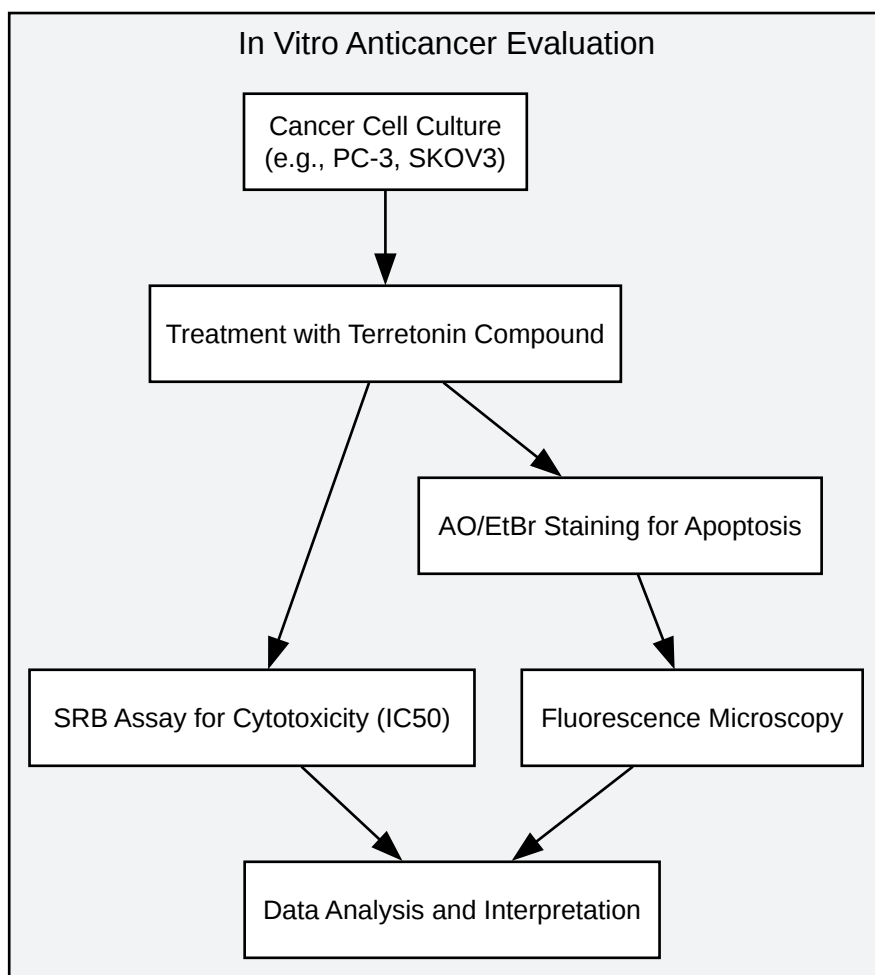 In Vitro Anticancer Evaluation
Cancer Cell Culture
(e.g., PC-3, SKOV3)
Treatment with Terretonin Compound
AO/EtBr Staining for Apoptosis
SRB Assay for Cytotoxicity (IC50)
Fluorescence Microscopy
Data Analysis and Interpretation